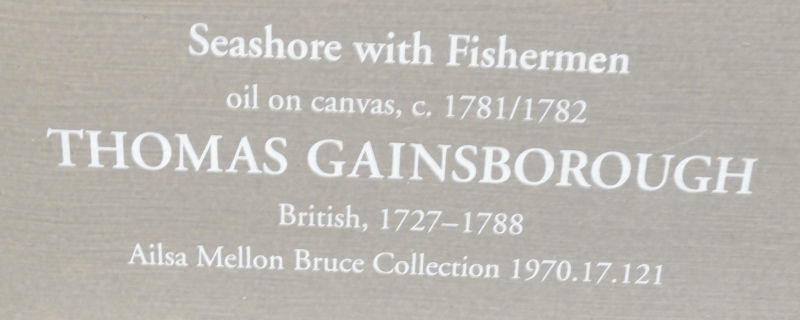 Seashore with Fishermen
oil on canvas, c. 1781/1782
THOMAS GAINSBOROUGH
British, 1727–1788
Ailsa Mellon Bruce Collection 1970.17.121